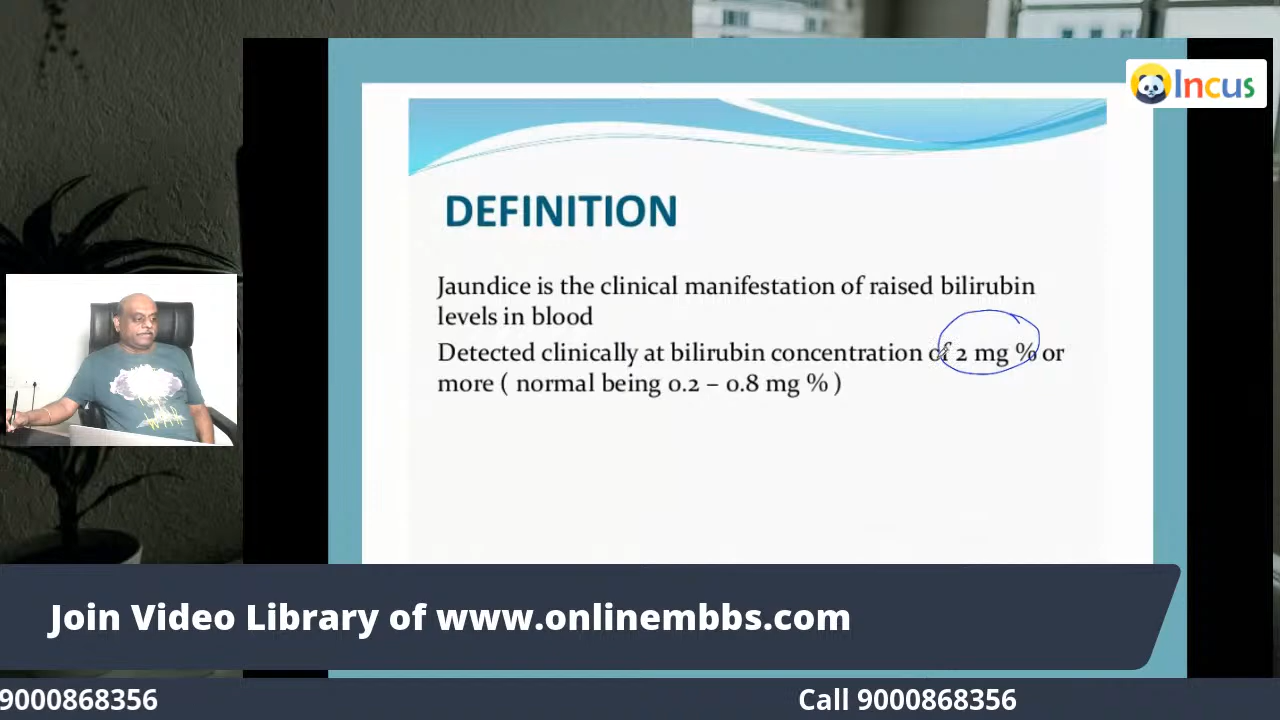 Incus
DEFINITION
Jaundice is the clinical manifestation of raised bilirubin
levels in blood
Detected clinically at bilirubin concentration of 2 mg % or
more ( normal being 0.2 – 0.8 mg % )
Join Video Library of www.onlinembbs.com
9000868356
Call 9000868356